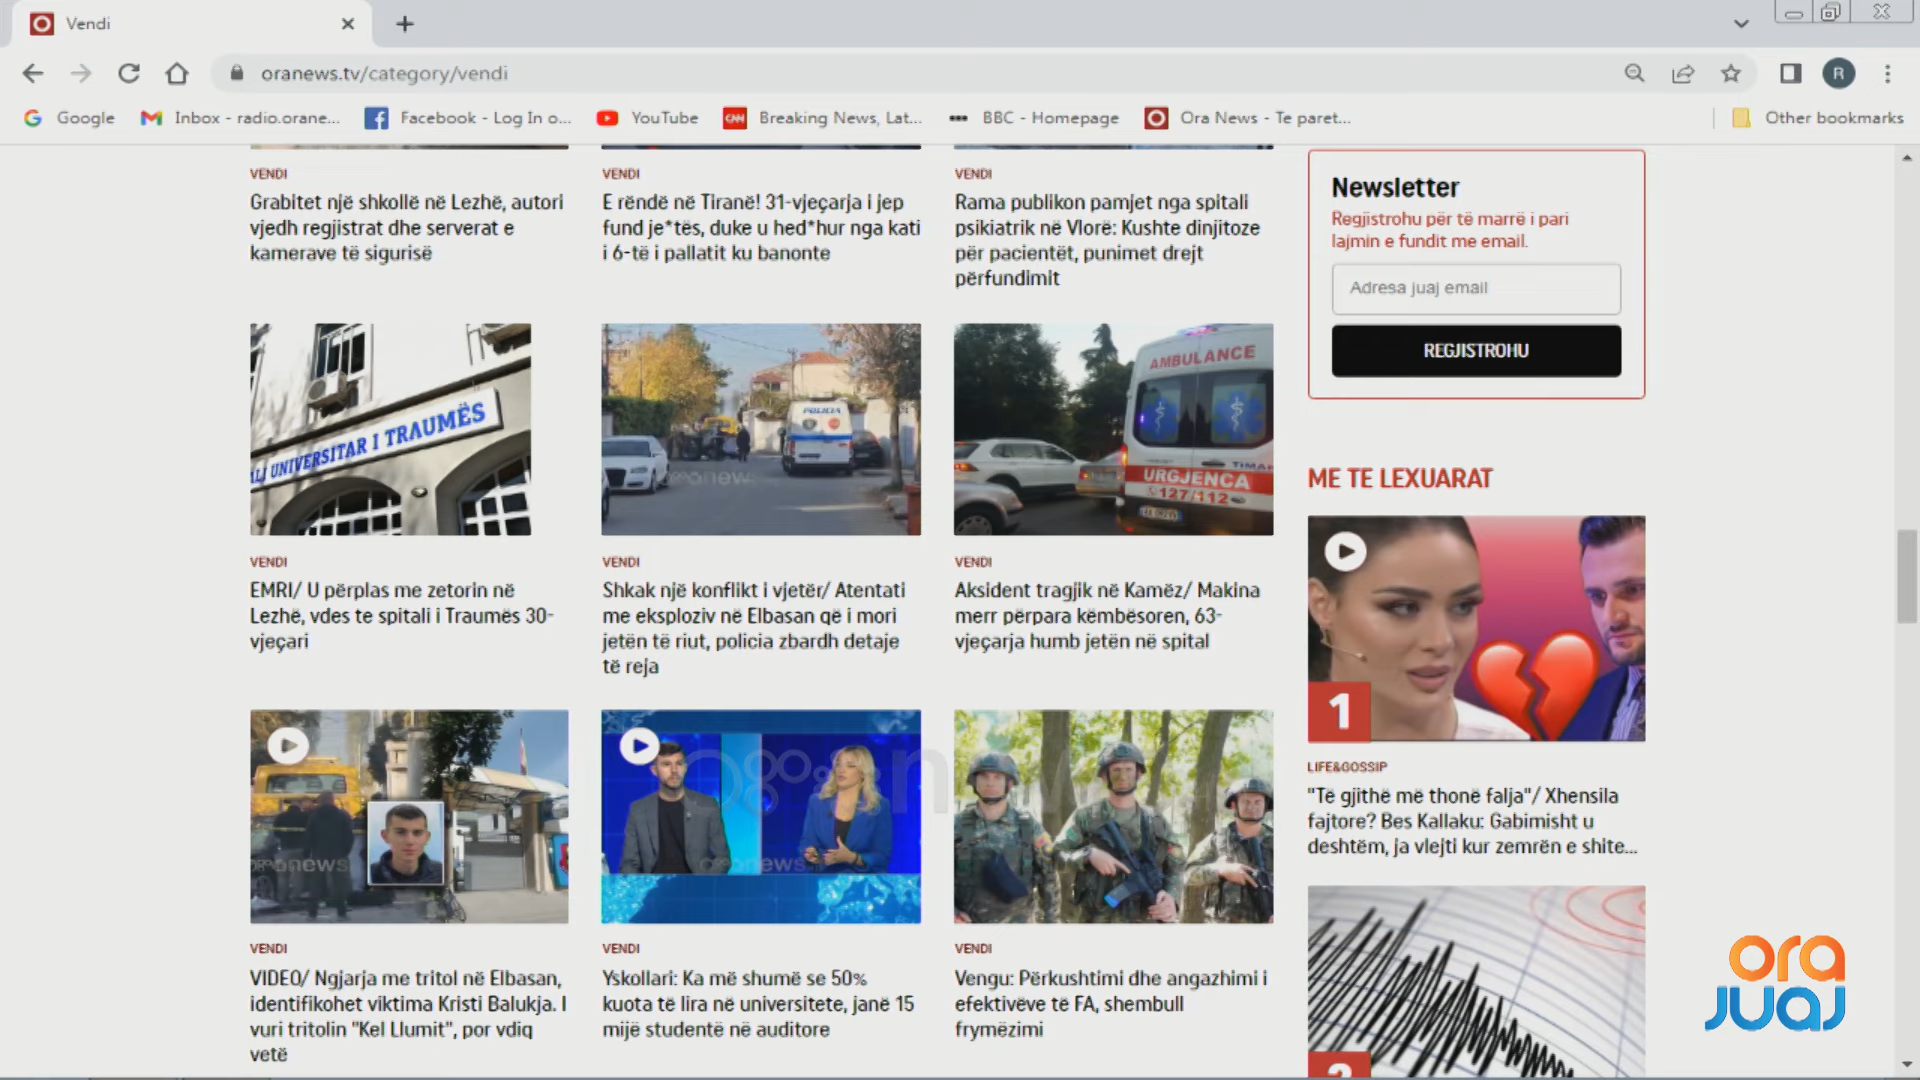 Vendi
oranews.tv/category/vendi
R
Google
Inbox - radio.orane...
Facebook - Log In o...
YouTube
CNN
Breaking News, Lat...
BBC - Homepage
Ora News - Te paret...
Other bookmarks
VENDI
Grabitet një shkollë në Lezhë, autori
vjedh regjistrat dhe serverat e
kamerave të sigurisë
VENDI
E rëndë në Tiranë! 31-vjeçarja i jep
fund je*tës, duke u hed*hur nga kati
i 6-të i pallatit ku banonte
VENDI
Rama publikon pamjet nga spitali
psikiatrik në Vlorë: Kushte dinjitoze
për pacientët, punimet drejt
përfundimit
Newsletter
Regjistrohu për të marrë i pari
lajmin e fundit me email.
Adresa juaj email
REGJISTROHU
UNIVERSITAR I TRAUMËS
POLICIA
oranews
AMBULANCE
URGJENCA
127/112
VENDI
EMRI/ U përplas me zetorin në
Lezhë, vdes te spitali i Traumës 30-
vjeçari
VENDI
Shkak një konflikt i vjetër/ Atentati
me eksploziv në Elbasan që i mori
jetën të riut, policia zbardh detaje
të reja
VENDI
Aksident tragjik në Kamëz/ Makina
merr përpara këmbësoren, 63-
vjeçarja humb jetën në spital
ME TE LEXUARAT
1
LIFE&GOSSIP
"Të gjithë më thonë falja"/ Xhensila
fajtore? Bes Kallaku: Gabimisht u
deshtëm, ja vlejti kur zemrën e shite...
oranews
oranews
VENDI
VIDEO/ Ngjarja me tritol në Elbasan,
identifikohet viktima Kristi Balukja. I
vuri tritolin "Kel Llumit", por vdiq
vetë
VENDI
Yskollari: Ka më shumë se 50%
kuota të lira në universitete, janë 15
mijë studentë në auditore
VENDI
Vengu: Përkushtimi dhe angazhimi i
efektivëve të FA, shembull
frymëzimi
2
ora
juaj